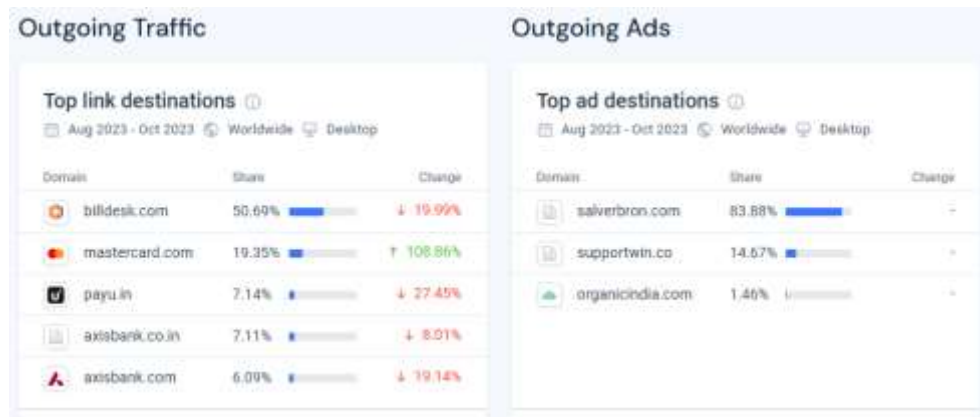 Outgoing Traffic
Top link destinations
Aug 2023 - Oct 2023 Worldwide Desktop
Domain Share Change
billdesk.com 50.69% ↓ 19.99%
mastercard.com 19.35% ↑ 108.86%
payu.in 7.14% ↓ 27.45%
axisbank.co.in 7.11% ↓ 8.01%
axisbank.com 6.09% ↓ 19.14%
Outgoing Ads
Top ad destinations
Aug 2023 - Oct 2023 Worldwide Desktop
Domain Share Change
salverbron.com 83.88% -
supportwin.co 14.67% -
organicindia.com 1.46% -